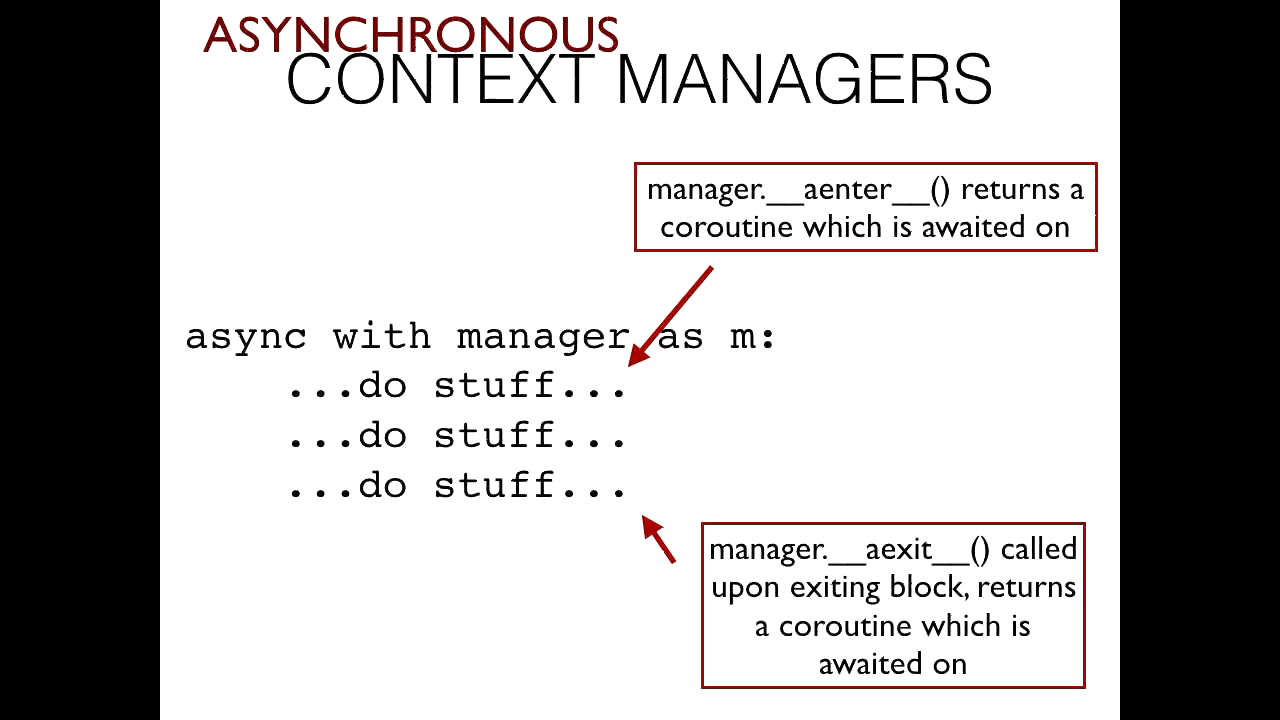 ASYNCHRONOUS
CONTEXT MANAGERS
manager.__aenter__() returns a
coroutine which is awaited on
async with manager as m:
...do stuff...
...do stuff...
...do stuff...
manager.__aexit__() called
upon exiting block, returns
a coroutine which is
awaited on